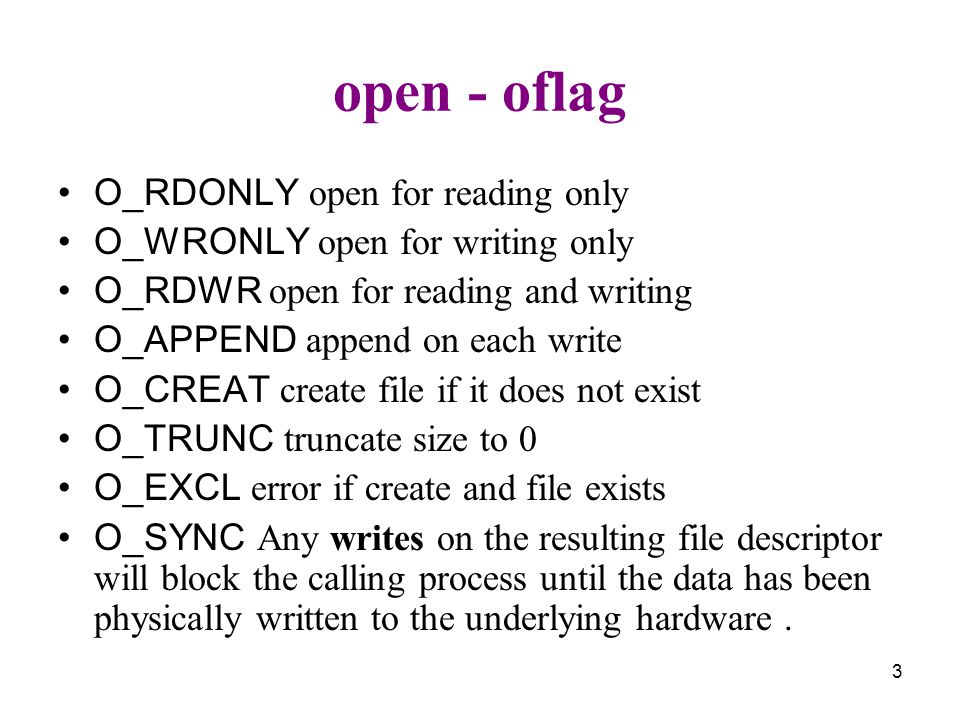 open - oflag
• O_RDONLY open for reading only
• O_WRONLY open for writing only
• O_RDWR open for reading and writing
• O_APPEND append on each write
• O_CREAT create file if it does not exist
• O_TRUNC truncate size to 0
• O_EXCL error if create and file exists
• O_SYNC Any writes on the resulting file descriptor
will block the calling process until the data has been
physically written to the underlying hardware .
3